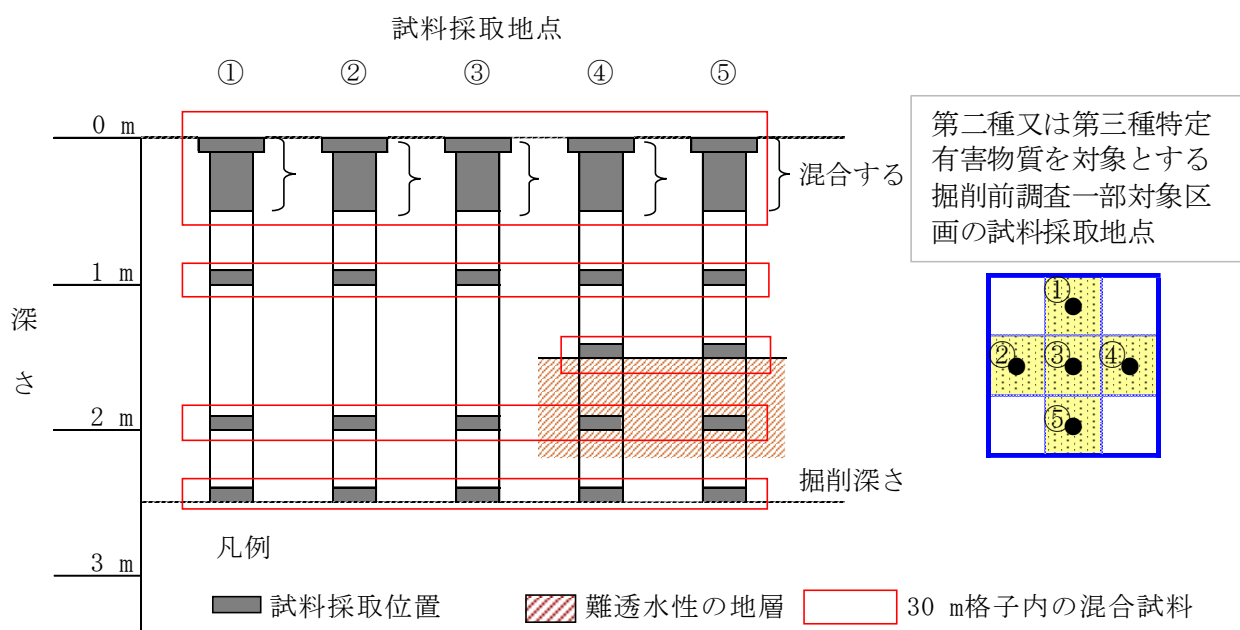 試料採取地点
① ② ③ ④ ⑤
0 m
混合する
1 m
深さ
2 m
掘削深さ
3 m
凡例
試料採取位置
難透水性の地層
30 m格子内の混合試料
第二種又は第三種特定
有害物質を対象とする
掘削前調査一部対象区
画の試料採取地点
①
② ③ ④
⑤